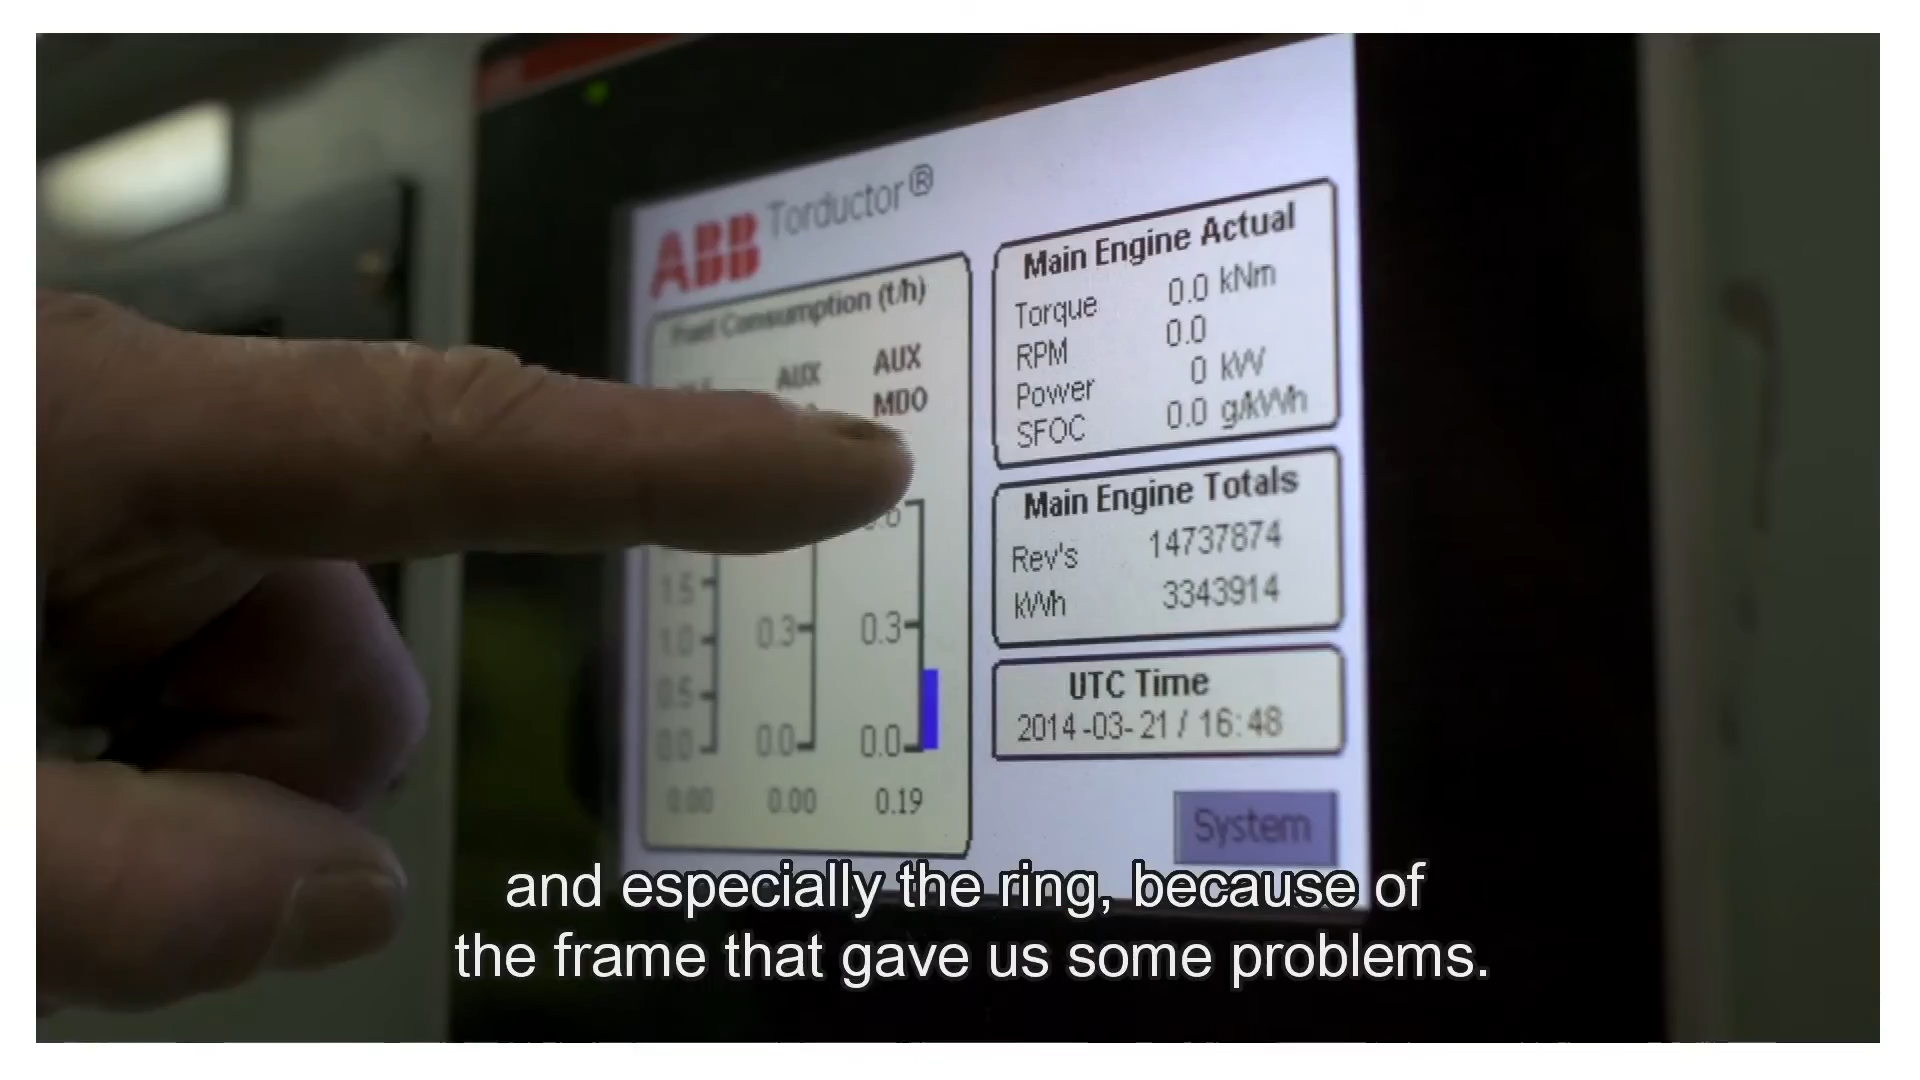 ABB Torductor®
Fuel Consumption (t/h)
AUX
AUX
MDO
0.6
1.5
1.0
0.5
0.0
0.3
0.0
0.3
0.0
0.00
0.00
0.19
Main Engine Actual
Torque 0.0 kNm
RPM 0.0
Power 0 kW
SFOC 0.0 g/kWh
Main Engine Totals
Rev's 14737874
kWh 3343914
UTC Time
2014-03-21 / 16:48
System
and especially the ring, because of
the frame that gave us some problems.